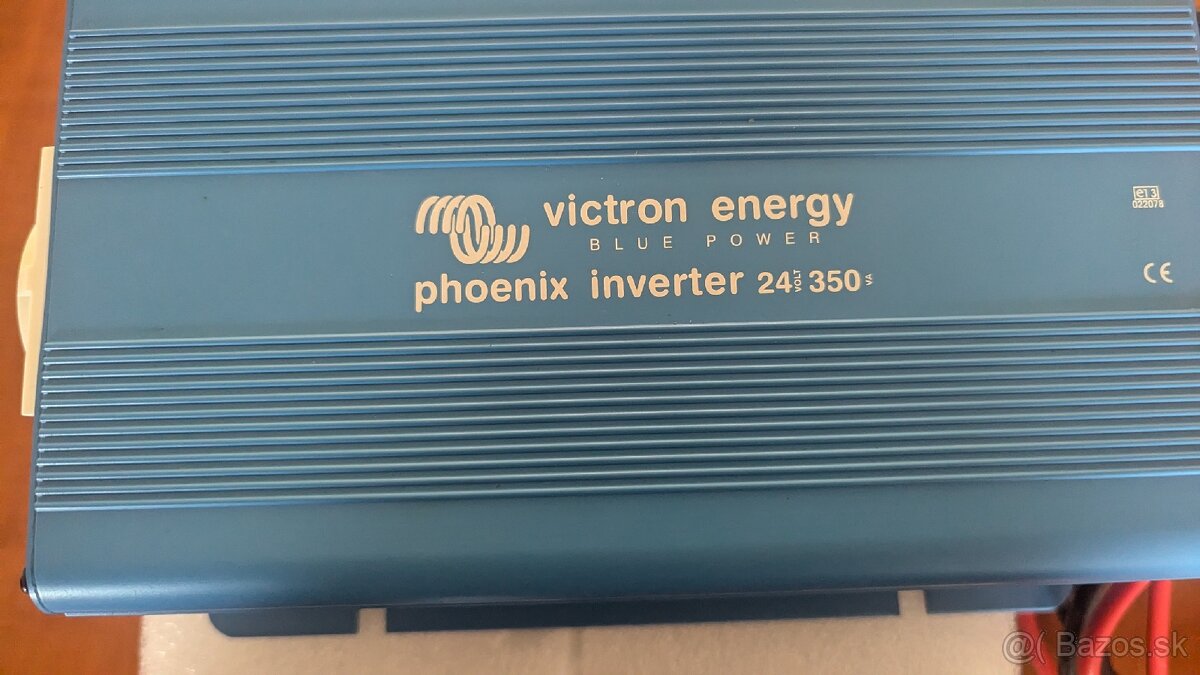 victron energy
BLUE POWER
phoenix inverter 24 VOLT 350 VA
e13
022078
CE
@( Bazos.sk